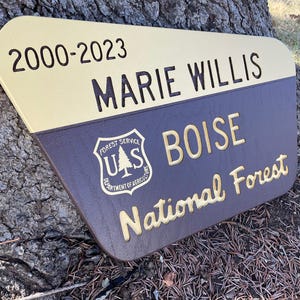 2000-2023
MARIE WILLIS
FOREST SERVICE
U S
DEPARTMENT OF AGRICULTURE
BOISE
National Forest